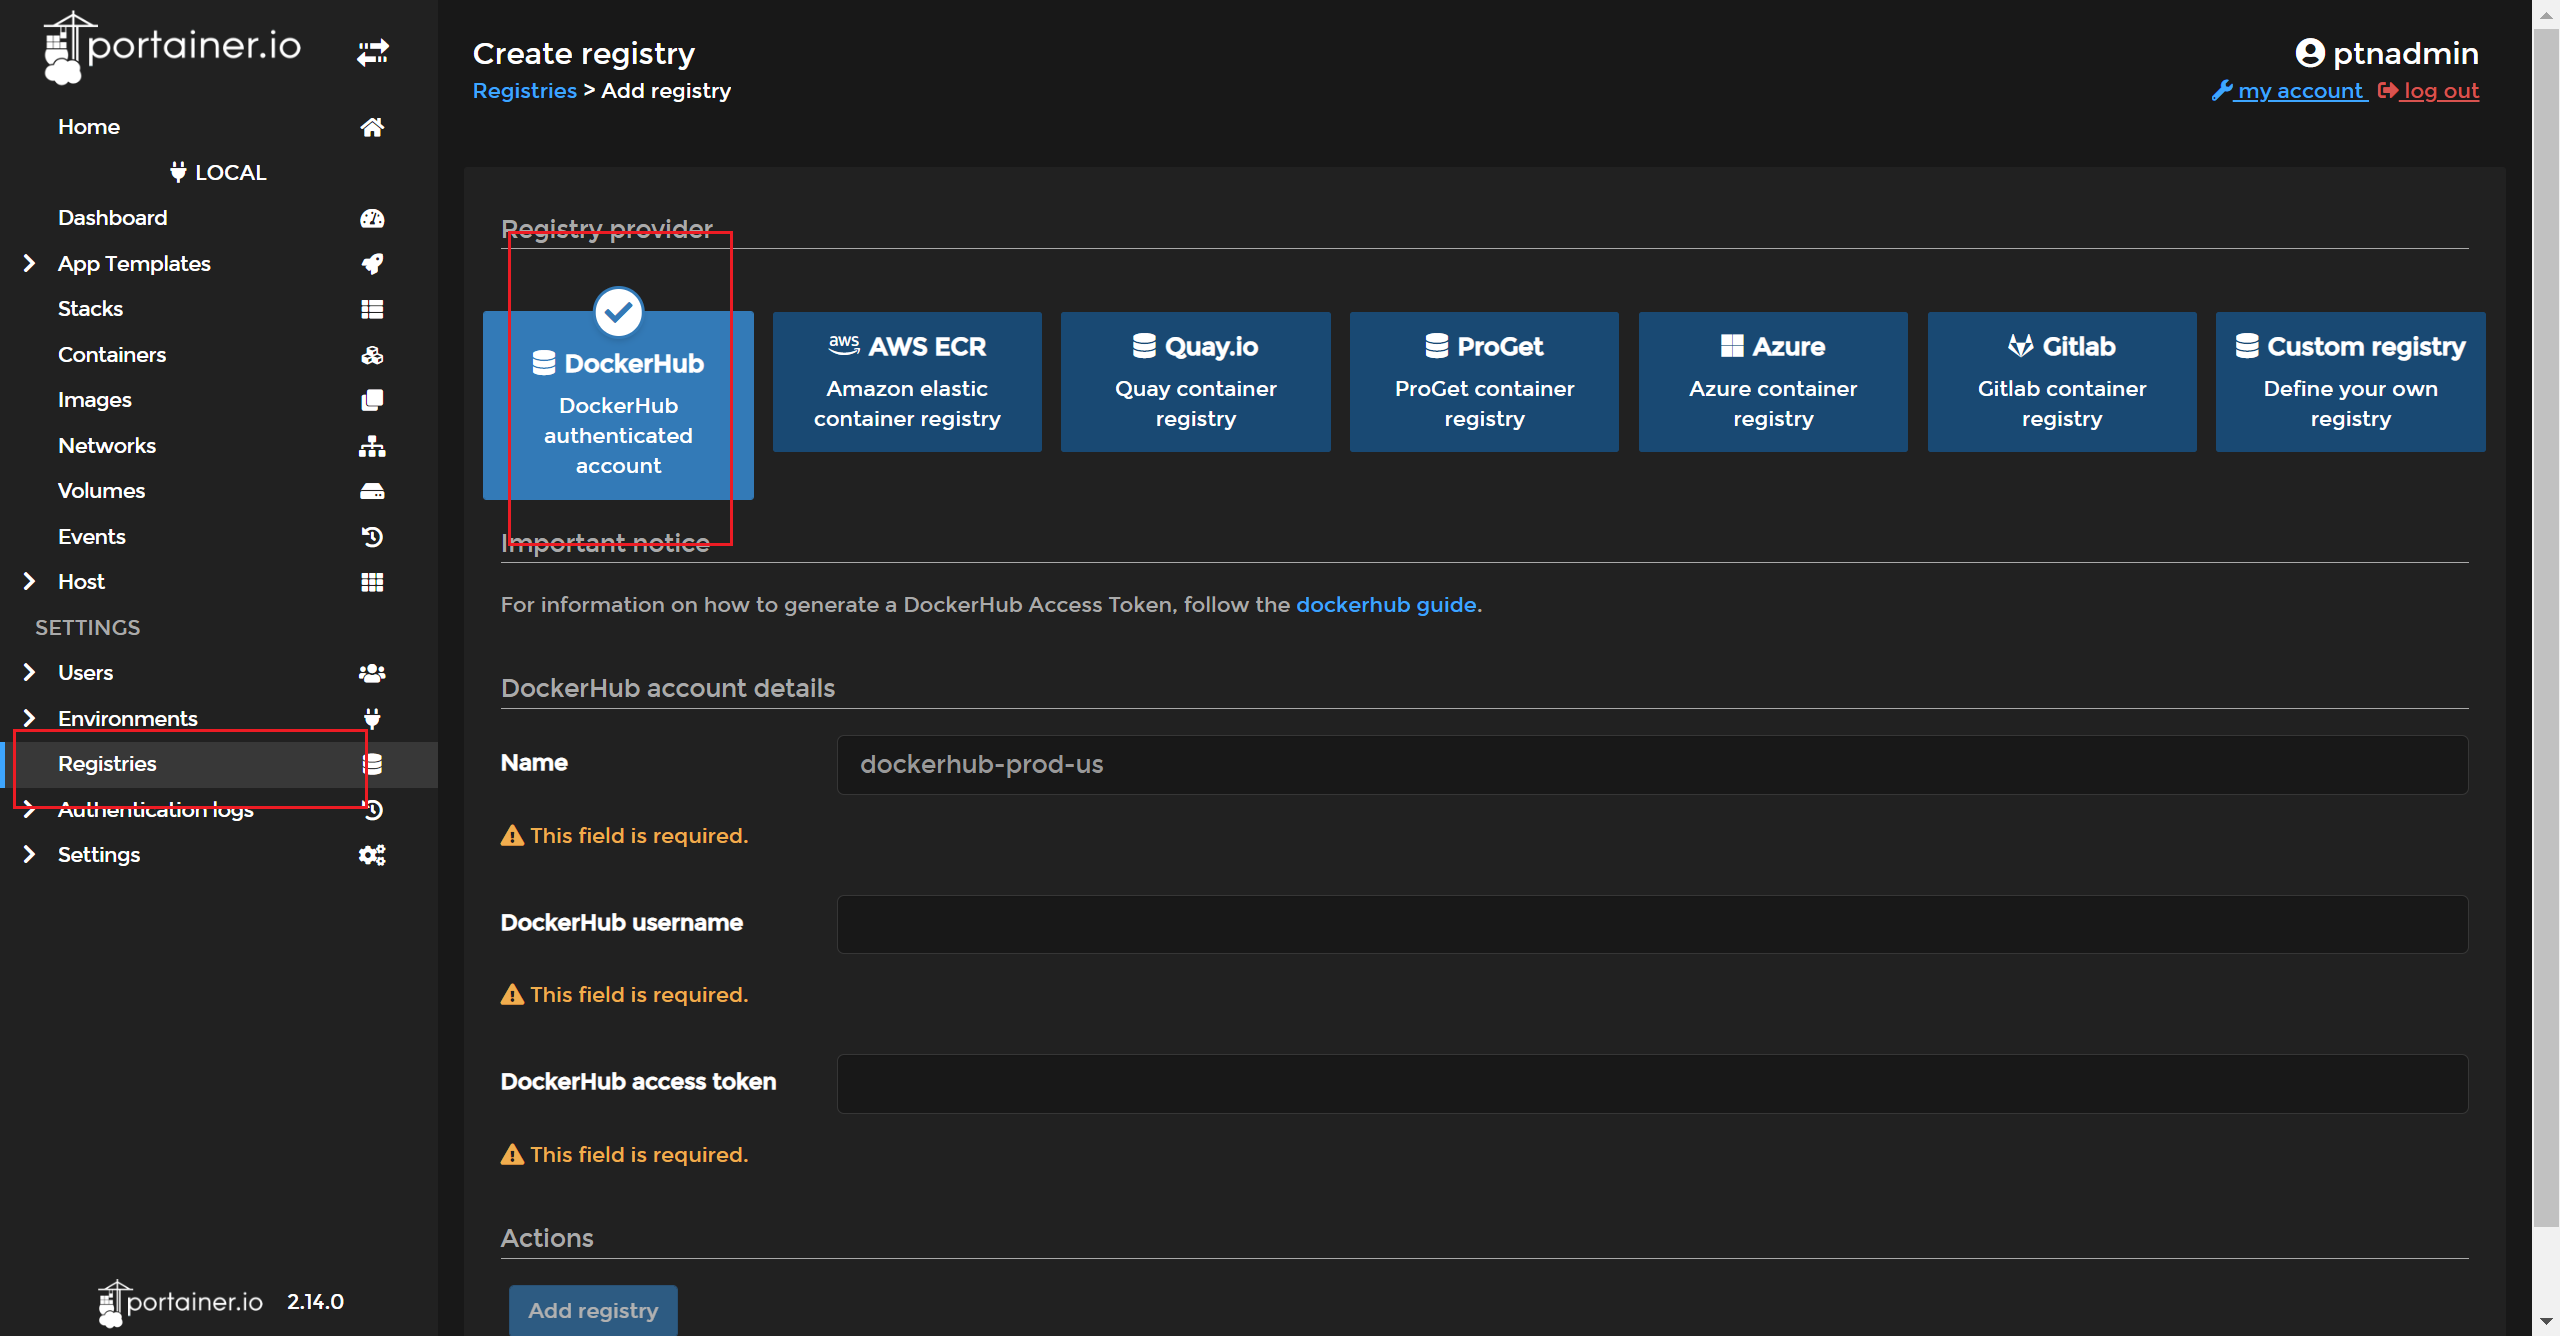 portainer.io
Home
LOCAL
Dashboard
App Templates
Stacks
Containers
Images
Networks
Volumes
Events
Host
SETTINGS
Users
Environments
Registries
Authentication logs
Settings
portainer.io 2.14.0
Create registry
Registries > Add registry
ptnadmin
my account log out
Registry provider
DockerHub
DockerHub
authenticated
account
aws AWS ECR
Amazon elastic
container registry
Quay.io
Quay container
registry
ProGet
ProGet container
registry
Azure
Azure container
registry
Gitlab
Gitlab container
registry
Custom registry
Define your own
registry
Important notice
For information on how to generate a DockerHub Access Token, follow the dockerhub guide.
DockerHub account details
Name
dockerhub-prod-us
This field is required.
DockerHub username
This field is required.
DockerHub access token
This field is required.
Actions
Add registry